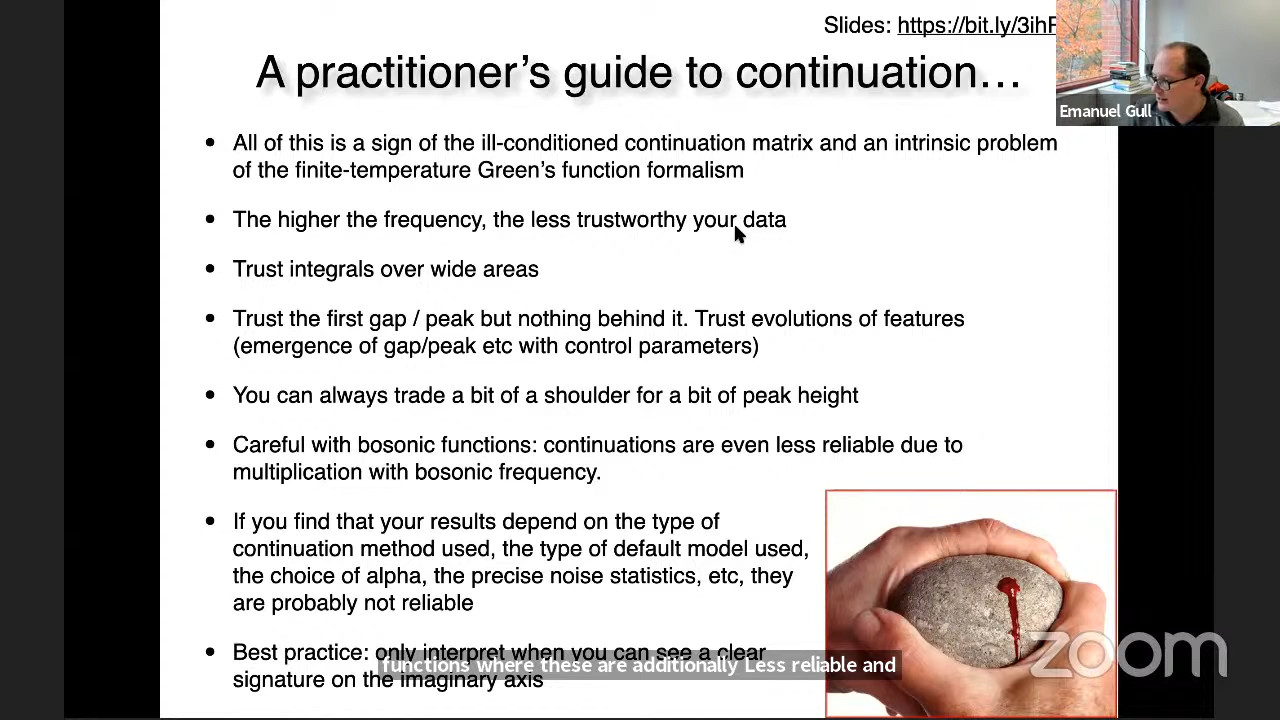 Slides: https://bit.ly/3ih
A practitioner's guide to continuation…
Emanuel Gull
• All of this is a sign of the ill-conditioned continuation matrix and an intrinsic problem
of the finite-temperature Green's function formalism
• The higher the frequency, the less trustworthy your data
• Trust integrals over wide areas
• Trust the first gap / peak but nothing behind it. Trust evolutions of features
(emergence of gap/peak etc with control parameters)
• You can always trade a bit of a shoulder for a bit of peak height
• Careful with bosonic functions: continuations are even less reliable due to
multiplication with bosonic frequency.
• If you find that your results depend on the type of
continuation method used, the type of default model used,
the choice of alpha, the precise noise statistics, etc, they
are probably not reliable
• Best practice: only interpret when you can see a clear
functions where these are additionally Less reliable and
signature on the imaginary axis
zoom